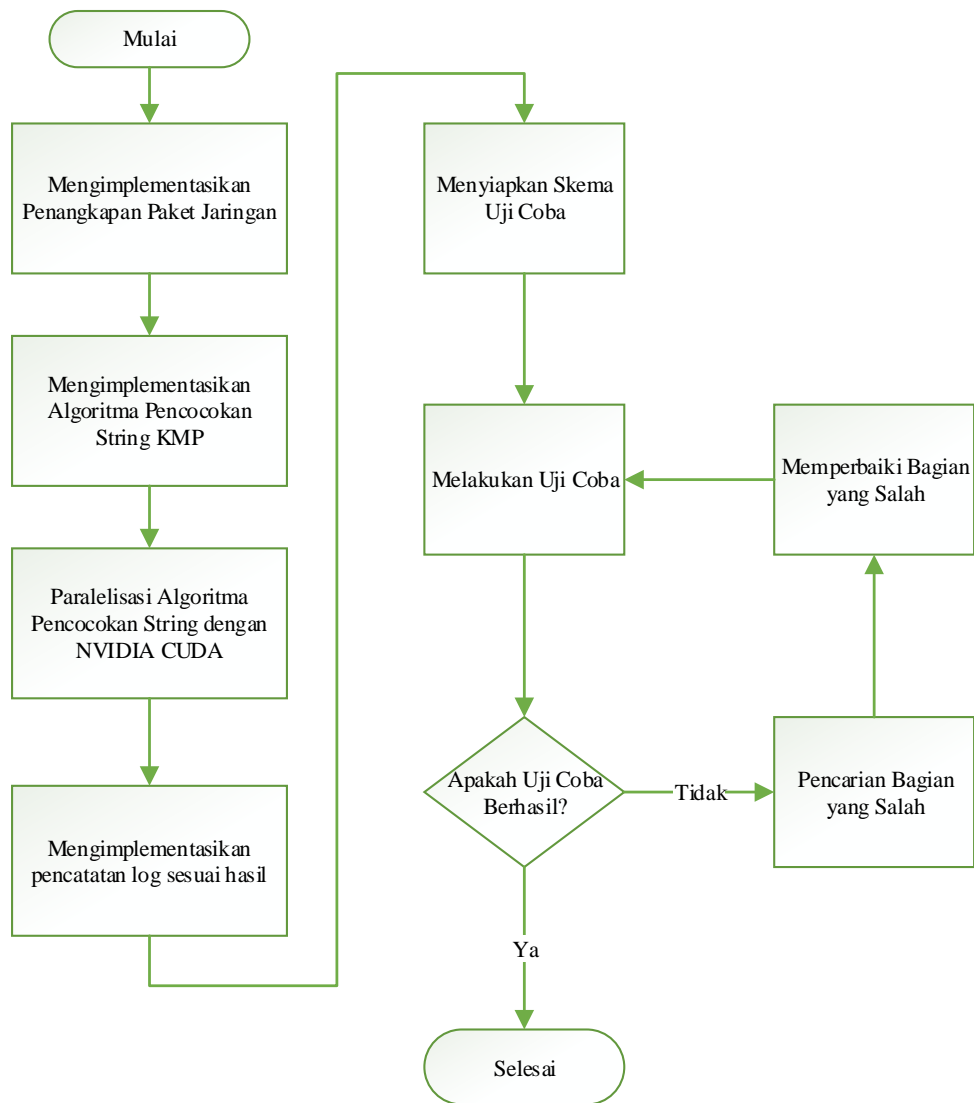 Mulai
Mengimplementasikan
Penangkapan Paket Jaringan
Mengimplementasikan
Algoritma Pencocokan
String KMP
Paralelisasi Algoritma
Pencocokan String dengan
NVIDIA CUDA
Mengimplementasikan
pencatatan log sesuai hasil
Menyiapkan Skema
Uji Coba
Melakukan Uji Coba
Apakah Uji Coba
Berhasil?
Tidak
Pencarian Bagian
yang Salah
Memperbaiki Bagian
yang Salah
Ya
Selesai